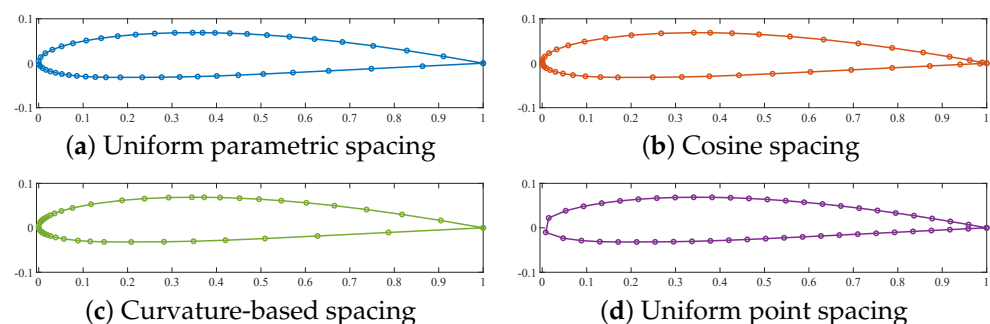 0.1 0 -0.1
0 0.1 0.2 0.3 0.4 0.5 0.6 0.7 0.8 0.9 1
(a) Uniform parametric spacing
0.1 0 -0.1
0 0.1 0.2 0.3 0.4 0.5 0.6 0.7 0.8 0.9 1
(b) Cosine spacing
0.1 0 -0.1
0 0.1 0.2 0.3 0.4 0.5 0.6 0.7 0.8 0.9 1
(c) Curvature-based spacing
0.1 0 -0.1
0 0.1 0.2 0.3 0.4 0.5 0.6 0.7 0.8 0.9 1
(d) Uniform point spacing